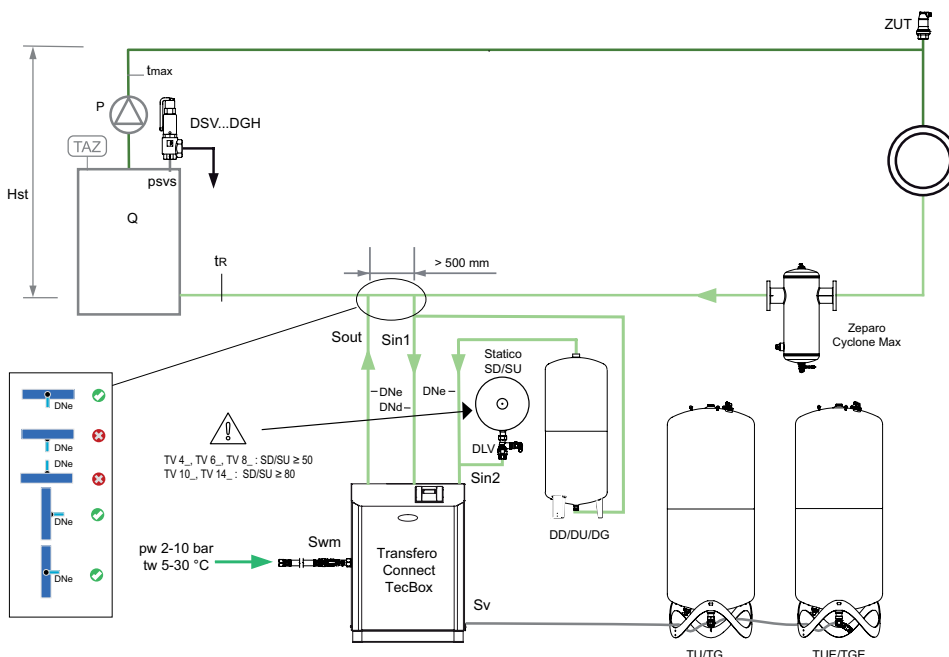 ZUT
tmax
P
DSV...DGH
TAZ
psvs
Hst
Q
tR
> 500 mm
Zeparo
Cyclone Max
Sout
Sin1
Statico
SD/SU
DNe
DNd
DNe
DLV
Sin2
DNe
DNe
DNe
DNe
DNe
TV 4_, TV 6_, TV 8_ : SD/SU ≥ 50
TV 10_, TV 14_ : SD/SU ≥ 80
DD/DU/DG
pw 2-10 bar
tw 5-30 °C
Swm
Transfero
Connect
TecBox
Sv
TU/TG
TUE/TGE